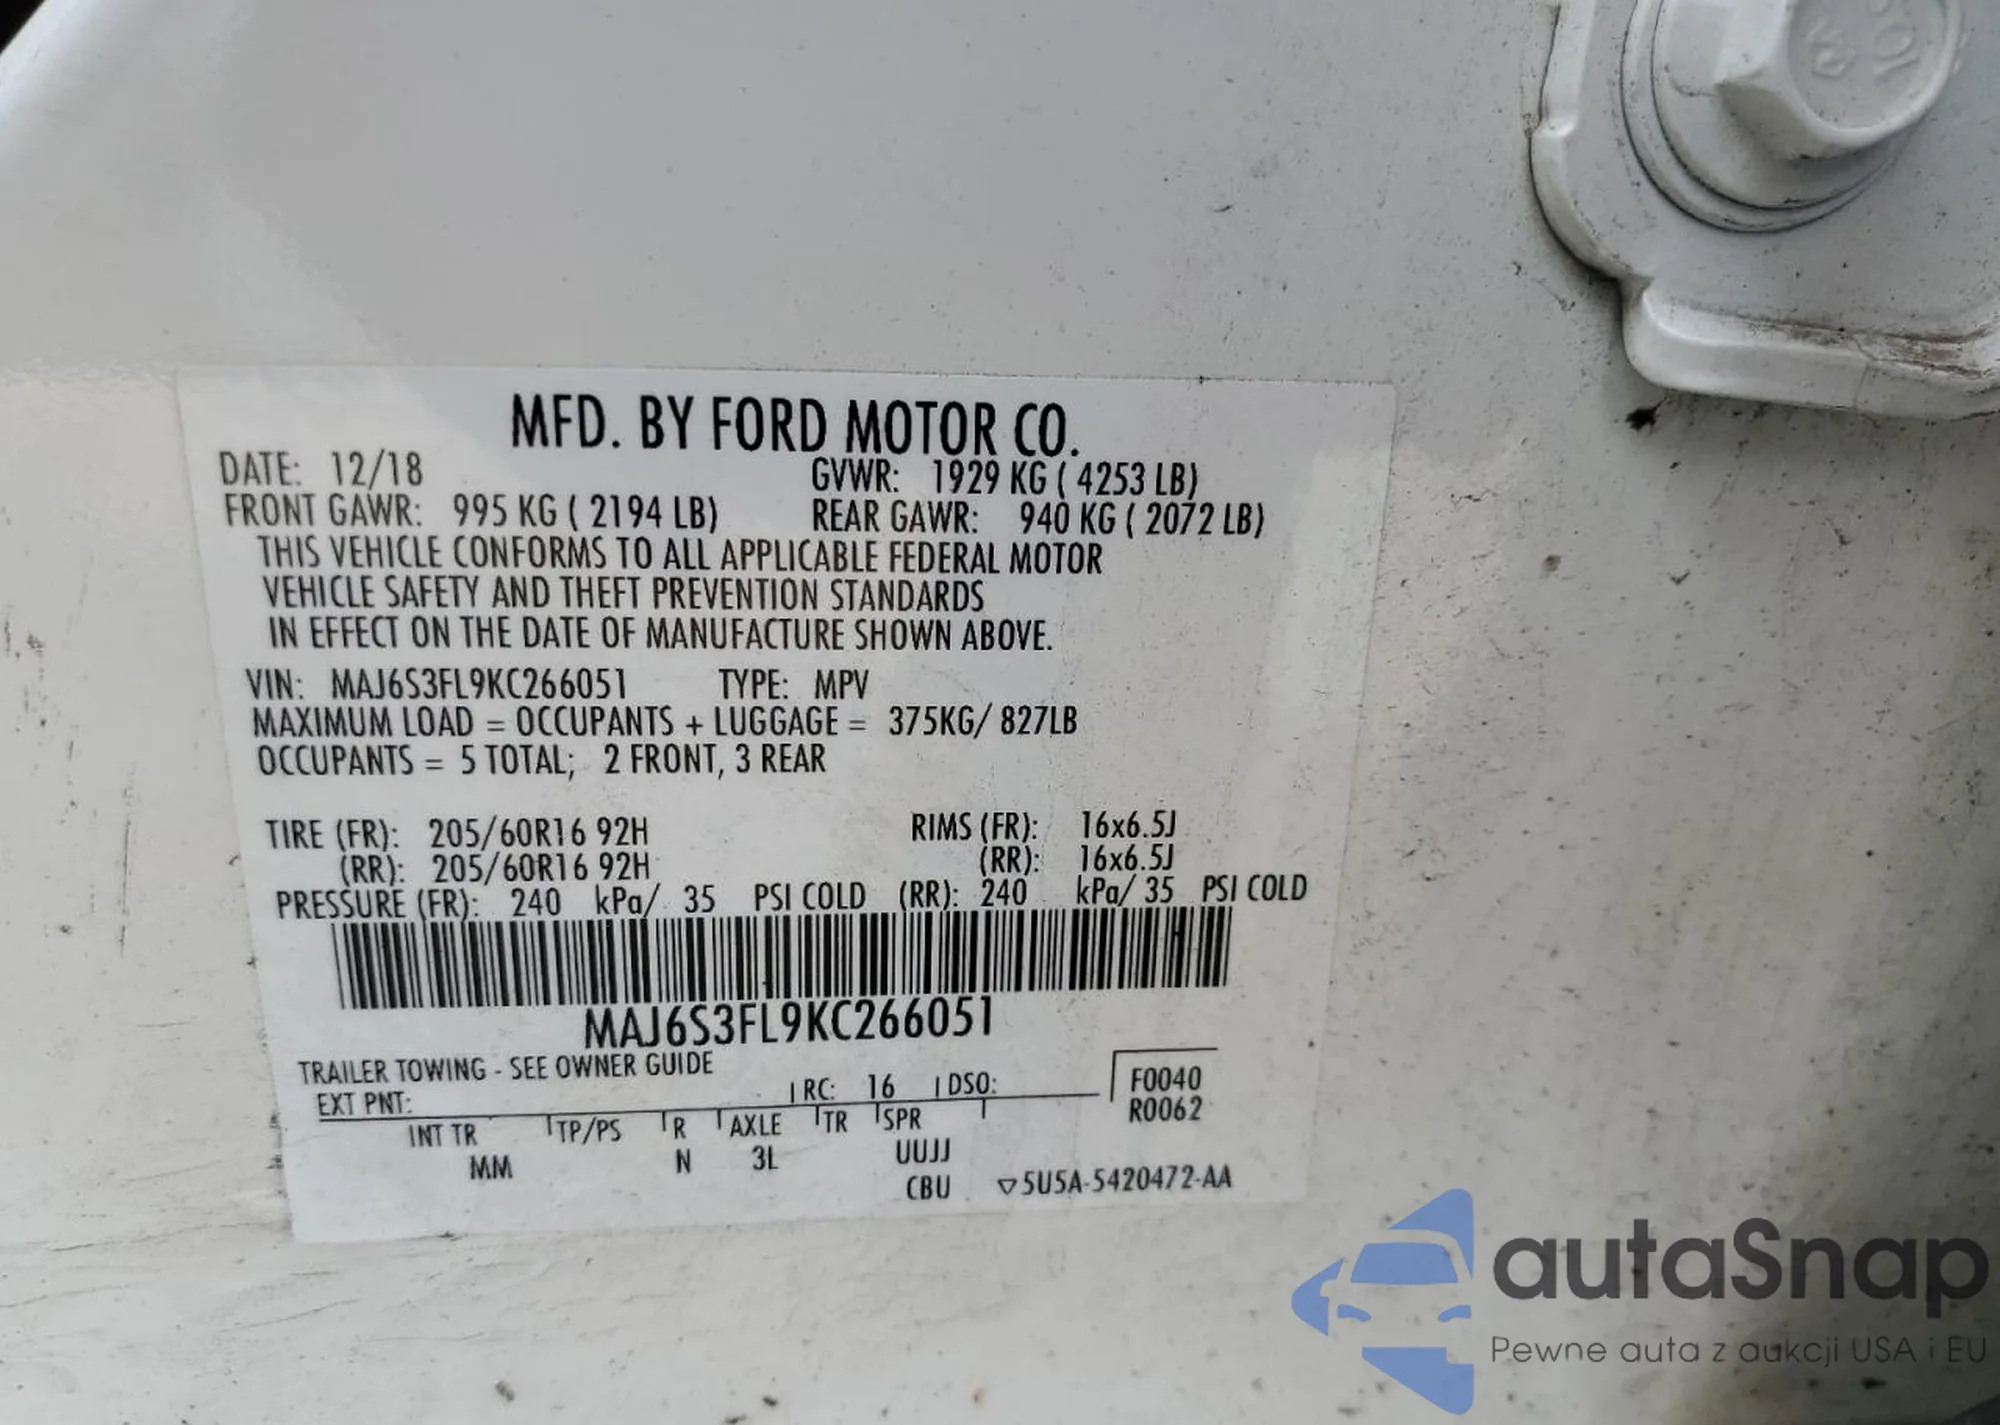 MFD. BY FORD MOTOR CO.
DATE: 12/18 GVWR: 1929 KG ( 4253 LB)
FRONT GAWR: 995 KG ( 2194 LB) REAR GAWR: 940 KG ( 2072 LB)
THIS VEHICLE CONFORMS TO ALL APPLICABLE FEDERAL MOTOR
VEHICLE SAFETY AND THEFT PREVENTION STANDARDS
IN EFFECT ON THE DATE OF MANUFACTURE SHOWN ABOVE.
VIN: MAJ6S3FL9KC266051 TYPE: MPV
MAXIMUM LOAD = OCCUPANTS + LUGGAGE = 375KG/ 827LB
OCCUPANTS = 5 TOTAL; 2 FRONT, 3 REAR
TIRE (FR): 205/60R16 92H RIMS (FR): 16x6.5J
(RR): 205/60R16 92H (RR): 16x6.5J
PRESSURE (FR): 240 kPa/ 35 PSI COLD (RR): 240 kPa/ 35 PSI COLD
MAJ6S3FL9KC266051
TRAILER TOWING - SEE OWNER GUIDE
EXT PNT: RC: 16 DSO: F0040
R0062
INT TR TP/PS R AXLE TR SPR
MM N 3L UUJJ
CBU 5U5A-5420472-AA
autaSnap
Pewne auta z aukcji USA i EU